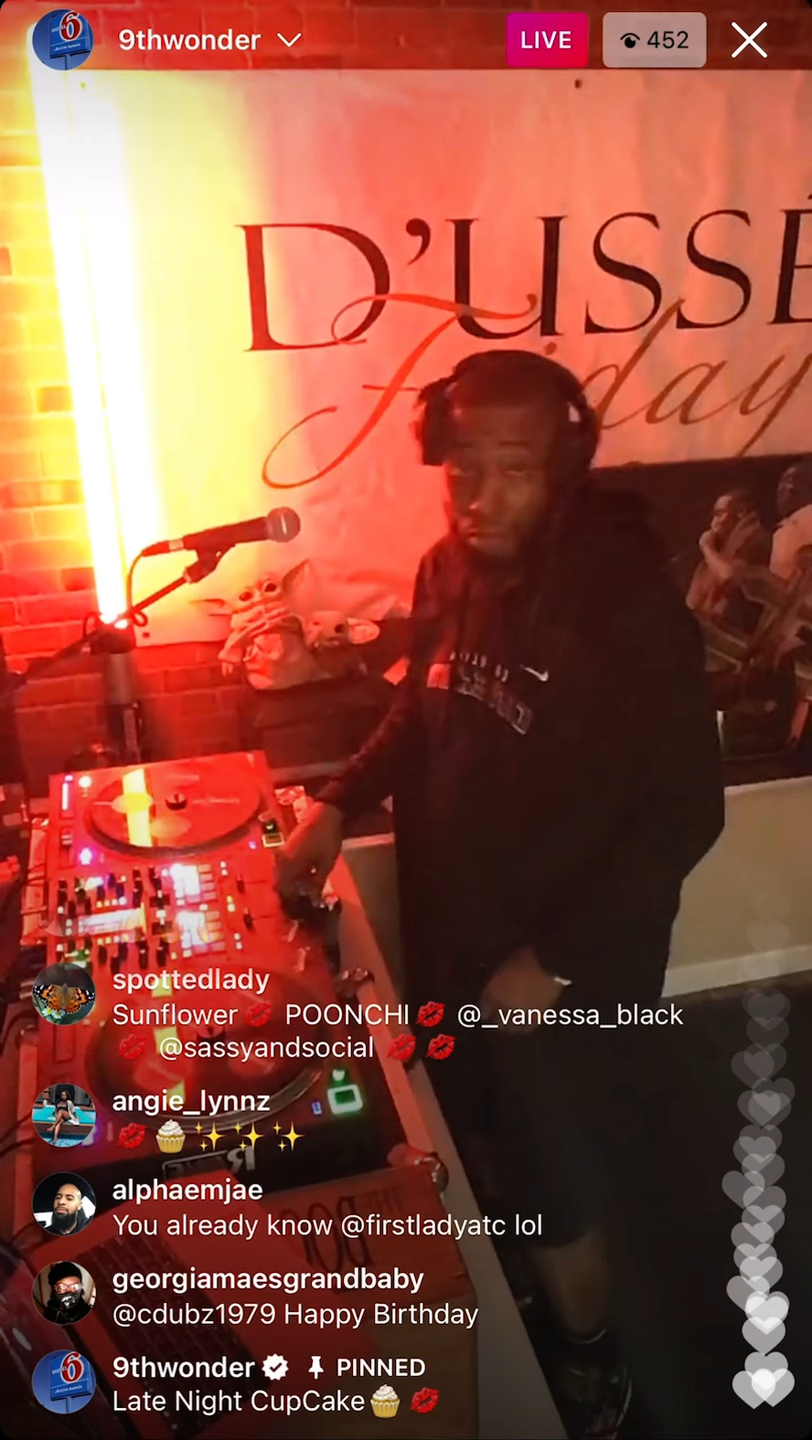 9thwonder
LIVE
452
D'USSÉ
Friday
spottedlady
Sunflower 💋 POONCHI 💋 @_vanessa_black
💋 @sassyandsocial 💋 💋
angie_lynnz
💋🧁✨✨✨
alphaemjae
You already know @firstladyatc lol
georgiamaesgrandbaby
@cdubz1979 Happy Birthday
9thwonder PINNED
Late Night CupCake🧁 💋